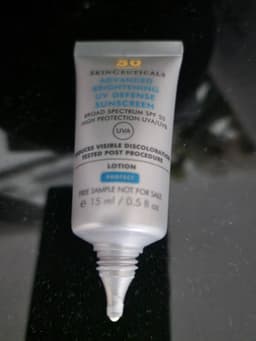 50
SKINCEUTICALS
ADVANCED
BRIGHTENING
UV DEFENSE
SUNSCREEN
BROAD SPECTRUM SPF 50
HIGH PROTECTION UVA/UVB
UVA
REDUCES VISIBLE DISCOLORATION
TESTED POST PROCEDURE
LOTION
PROTECT
FREE SAMPLE NOT FOR SALE
℮ 15 ml / 0.5 fl oz